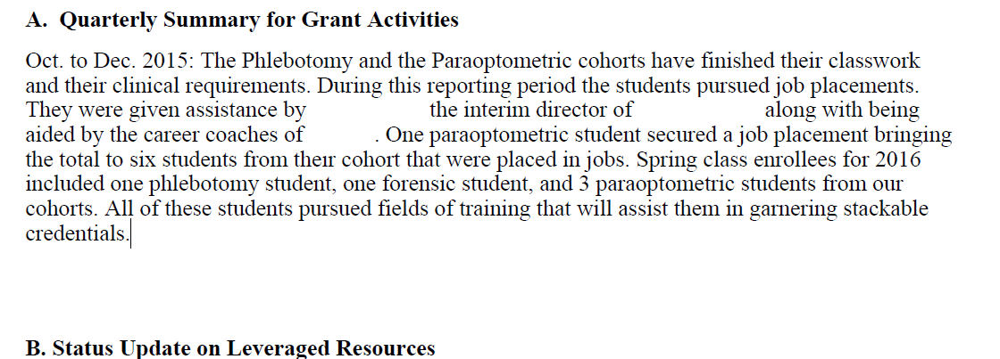 A. Quarterly Summary for Grant Activities
Oct. to Dec. 2015: The Phlebotomy and the Paraoptometric cohorts have finished their classwork
and their clinical requirements. During this reporting period the students pursued job placements.
They were given assistance by the interim director of along with being
aided by the career coaches of . One paraoptometric student secured a job placement bringing
the total to six students from their cohort that were placed in jobs. Spring class enrollees for 2016
included one phlebotomy student, one forensic student, and 3 paraoptometric students from our
cohorts. All of these students pursued fields of training that will assist them in garnering stackable
credentials.
B. Status Update on Leveraged Resources